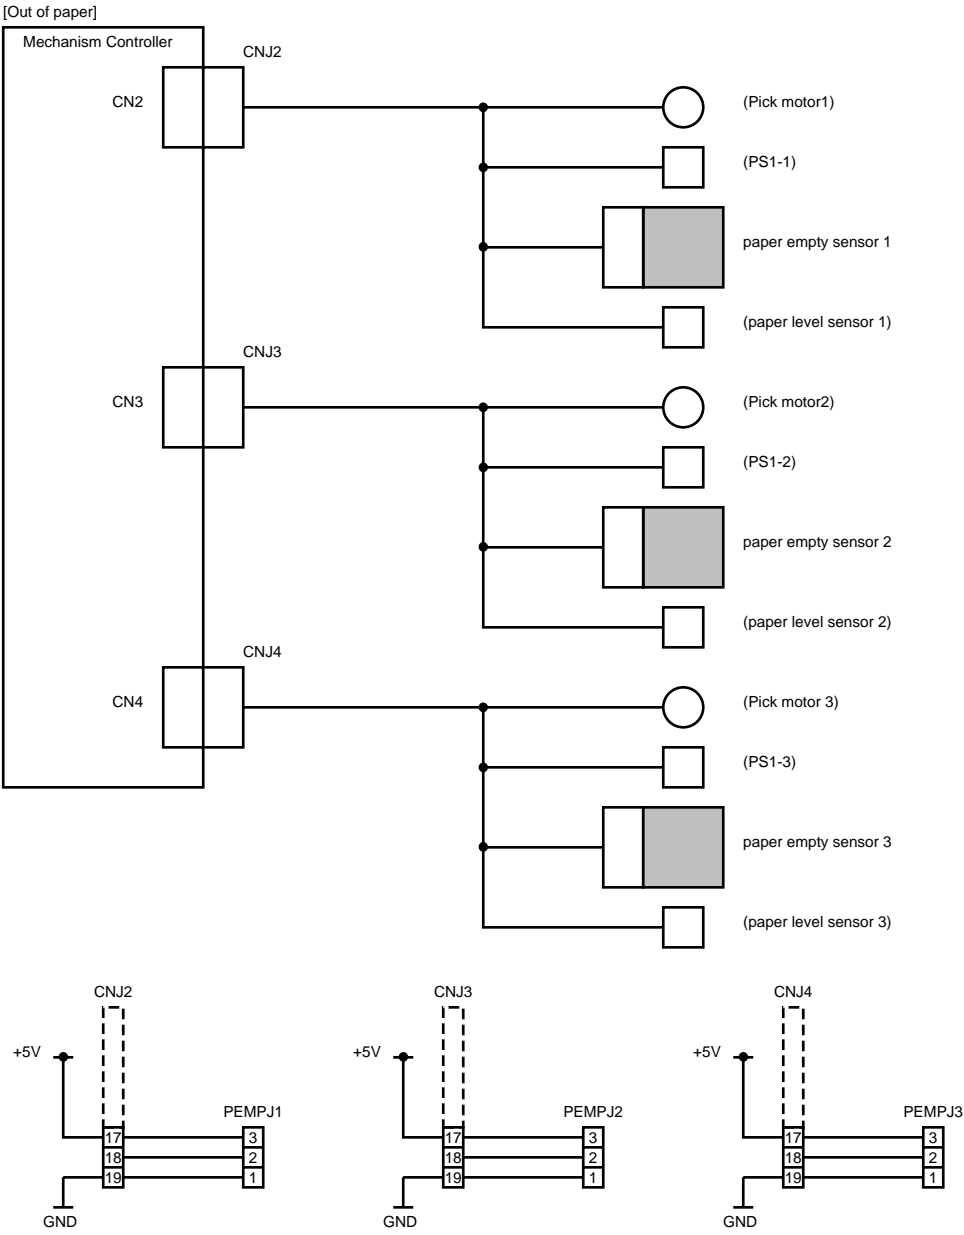 [Out of paper]
Mechanism Controller
CNJ2
CN2
(Pick motor1)
(PS1-1)
paper empty sensor 1
(paper level sensor 1)
CNJ3
CN3
(Pick motor2)
(PS1-2)
paper empty sensor 2
(paper level sensor 2)
CNJ4
CN4
(Pick motor 3)
(PS1-3)
paper empty sensor 3
(paper level sensor 3)
CNJ2
+5V
PEMPJ1
17 3
18 2
19 1
GND
CNJ3
+5V
PEMPJ2
17 3
18 2
19 1
GND
CNJ4
+5V
PEMPJ3
17 3
18 2
19 1
GND